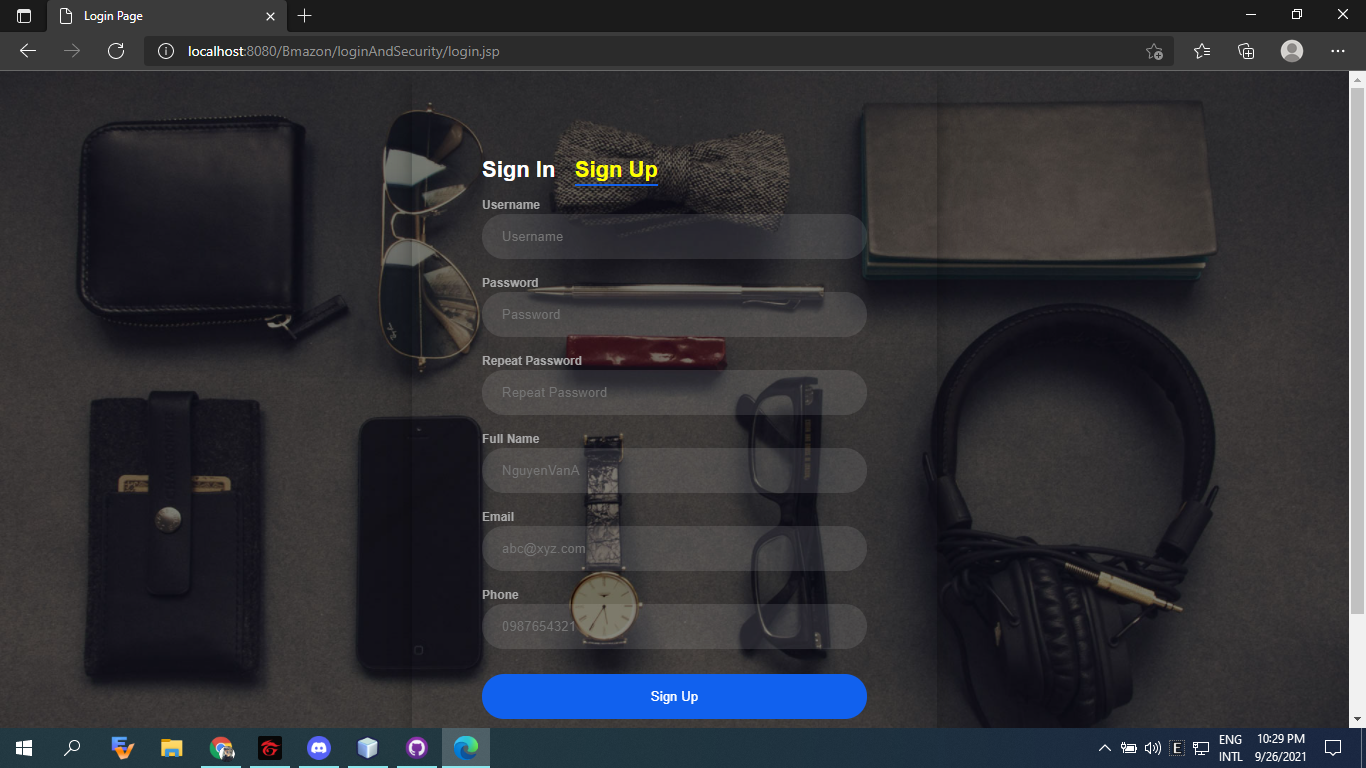 Login Page
localhost:8080/Bmazon/loginAndSecurity/login.jsp
Sign In Sign Up
Username
Username
Password
Password
Repeat Password
Repeat Password
Full Name
NguyenVanA
Email
abc@xyz.com
Phone
0987654321
Sign Up
E
ENG
INTL
10:29 PM
9/26/2021